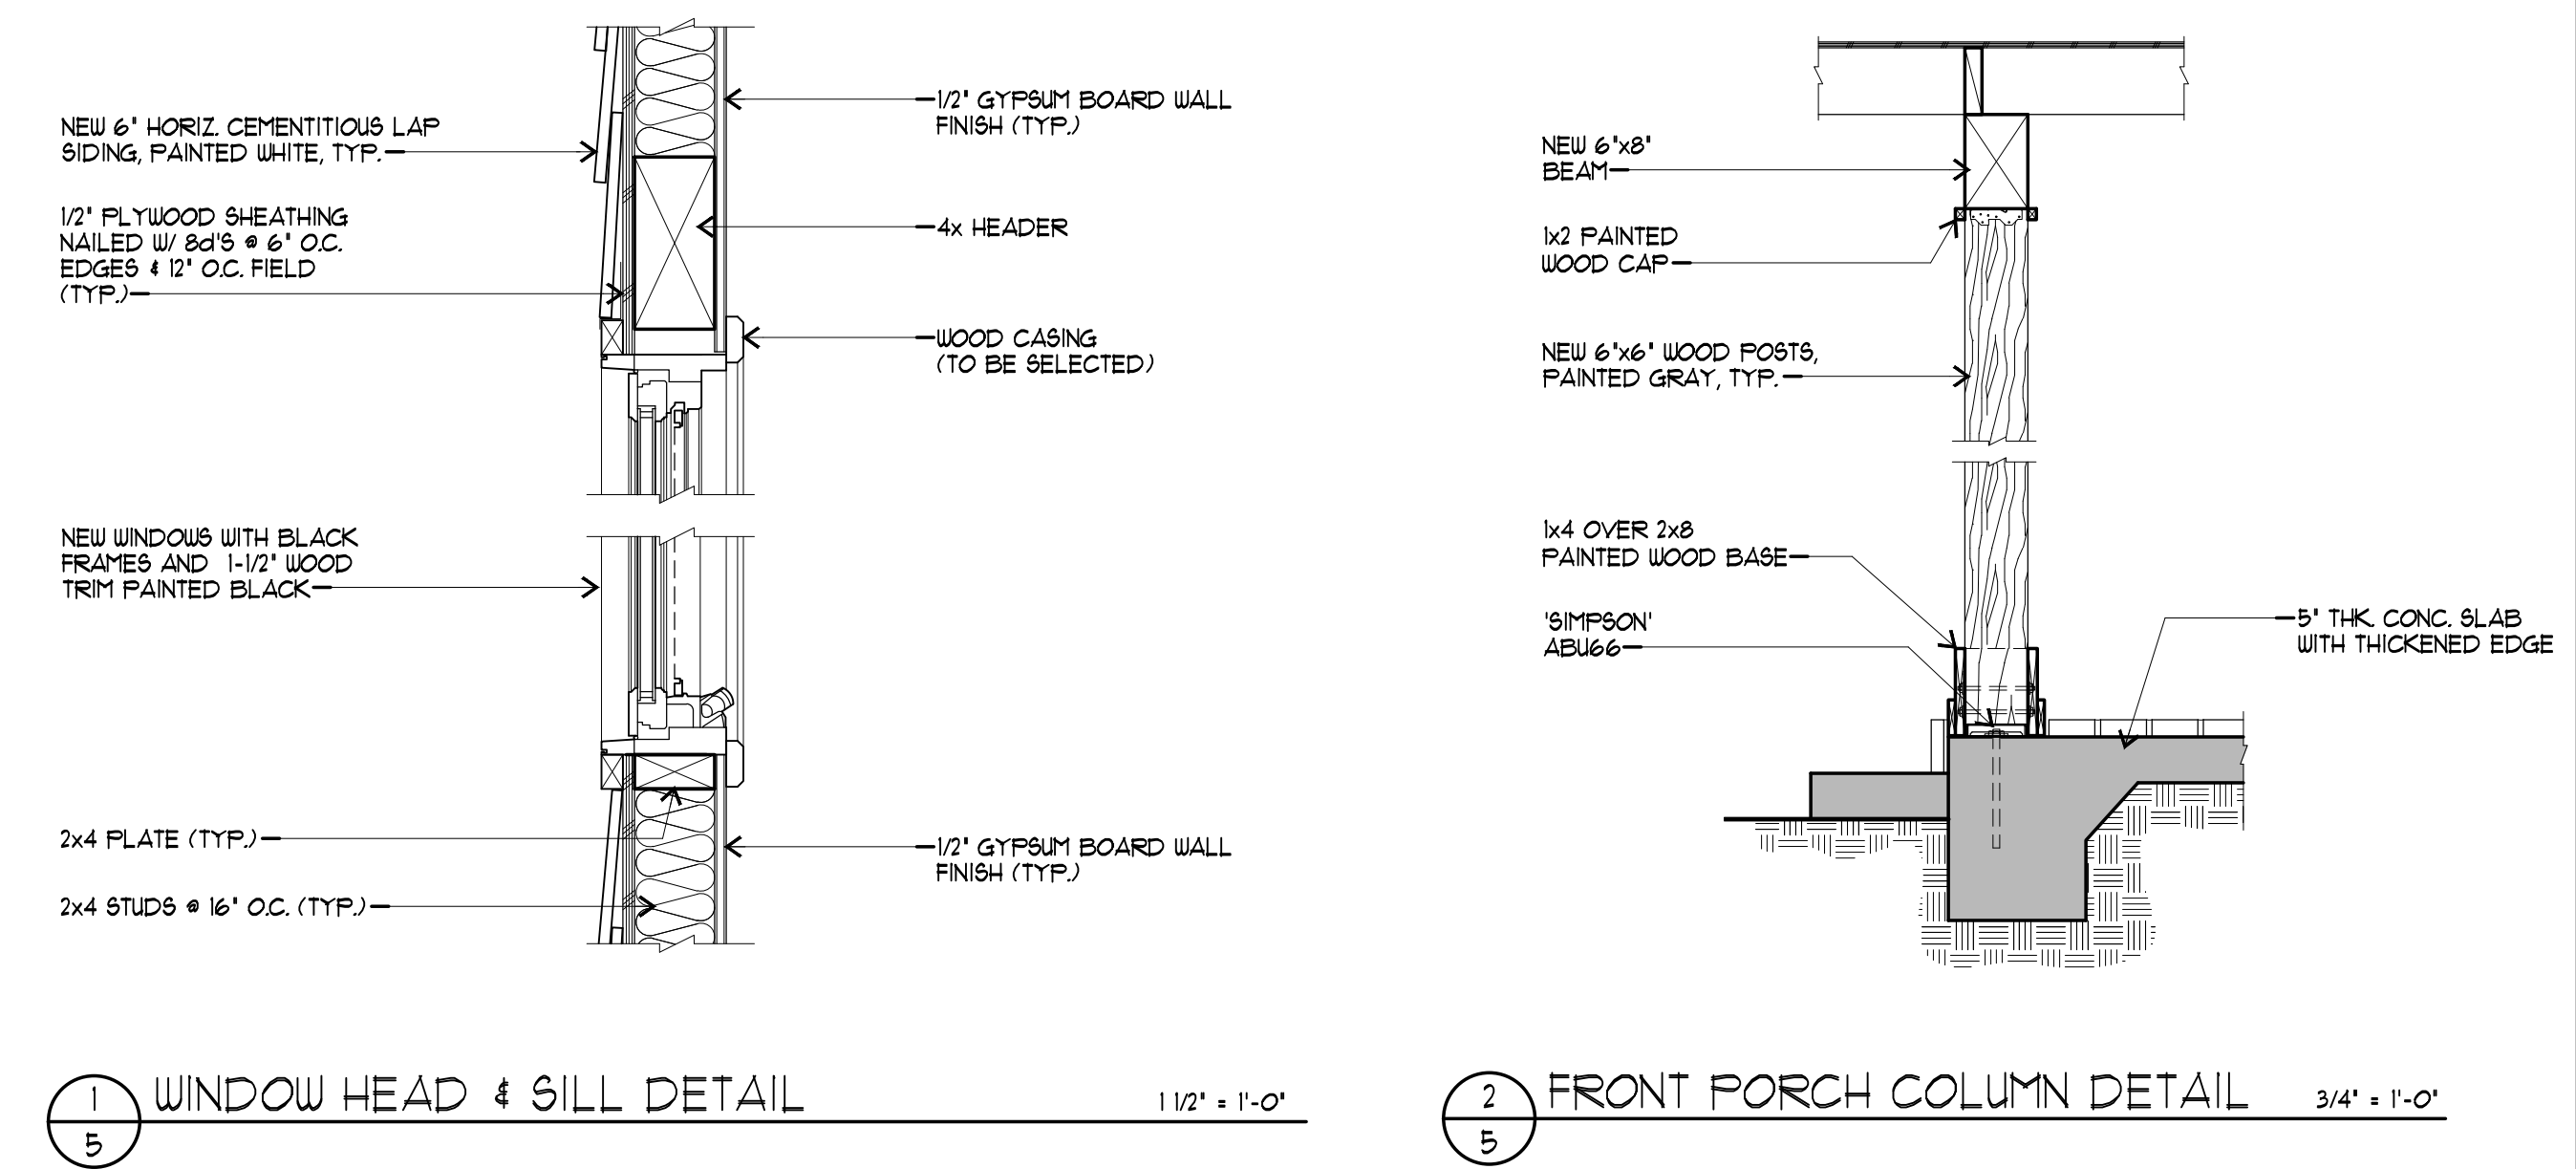 NEW 6" HORIZ. CEMENTITIOUS LAP
SIDING, PAINTED WHITE, TYP.
1/2" PLYWOOD SHEATHING
NAILED W/ 8d'S @ 6" O.C.
EDGES & 12" O.C. FIELD
(TYP.)
NEW WINDOWS WITH BLACK
FRAMES AND 1-1/2" WOOD
TRIM PAINTED BLACK
2x4 PLATE (TYP.)
2x4 STUDS @ 16" O.C. (TYP.)
1/2" GYPSUM BOARD WALL
FINISH (TYP.)
4x HEADER
WOOD CASING
(TO BE SELECTED)
1/2" GYPSUM BOARD WALL
FINISH (TYP.)
1
5
WINDOW HEAD & SILL DETAIL
1 1/2" = 1'-0"
NEW 6"x8"
BEAM
1x2 PAINTED
WOOD CAP
NEW 6"x6" WOOD POSTS,
PAINTED GRAY, TYP.
1x4 OVER 2x8
PAINTED WOOD BASE
'SIMPSON'
ABU66
5" THK. CONC. SLAB
WITH THICKENED EDGE
2
5
FRONT PORCH COLUMN DETAIL
3/4" = 1'-0"